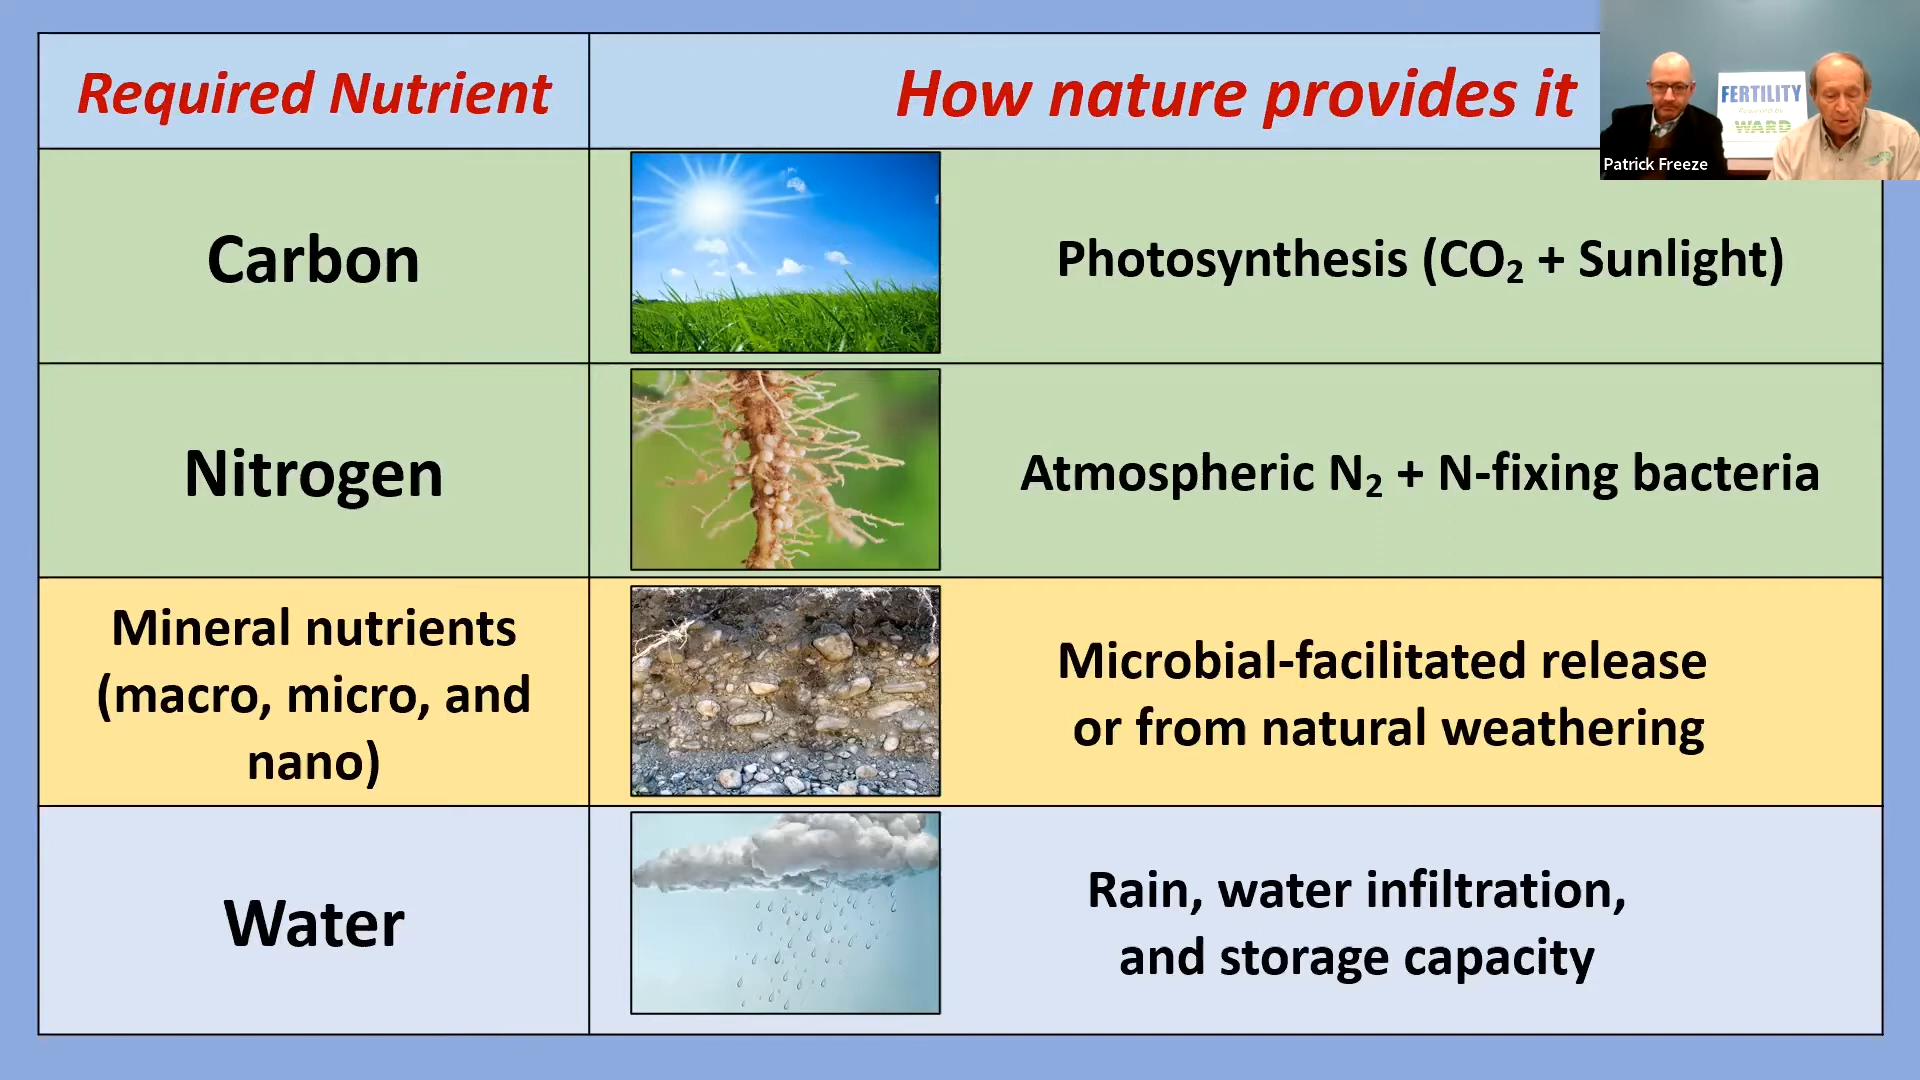 Required Nutrient
How nature provides it
FERTILITY
Powered by
WARD
Patrick Freeze
Carbon
Photosynthesis (CO₂ + Sunlight)
Nitrogen
Atmospheric N₂ + N-fixing bacteria
Mineral nutrients
(macro, micro, and
nano)
Microbial-facilitated release
or from natural weathering
Water
Rain, water infiltration,
and storage capacity